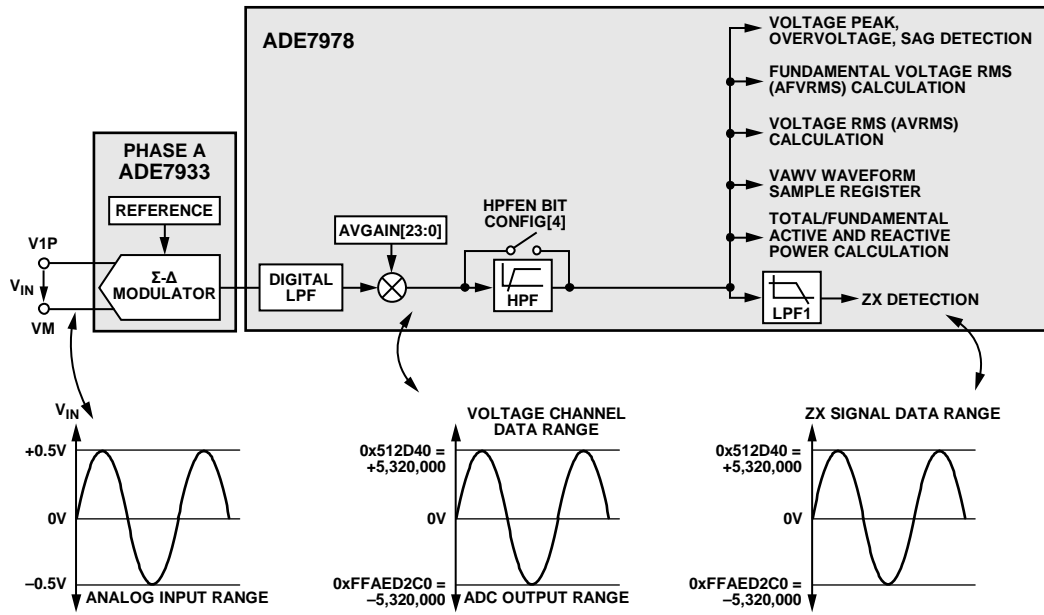 ADE7978
VOLTAGE PEAK,
OVERVOLTAGE, SAG DETECTION
FUNDAMENTAL VOLTAGE RMS
(AFVRMS) CALCULATION
VOLTAGE RMS (AVRMS)
CALCULATION
VAWV WAVEFORM
SAMPLE REGISTER
TOTAL/FUNDAMENTAL
ACTIVE AND REACTIVE
POWER CALCULATION
PHASE A
ADE7933
REFERENCE
V1P
VIN
VM
Σ-Δ
MODULATOR
DIGITAL
LPF
AVGAIN[23:0]
HPFEN BIT
CONFIG[4]
HPF
LPF1
ZX DETECTION
VIN
+0.5V
0V
–0.5V
ANALOG INPUT RANGE
VOLTAGE CHANNEL
DATA RANGE
0x512D40 =
+5,320,000
0V
0xFFAED2C0 =
–5,320,000
ADC OUTPUT RANGE
ZX SIGNAL DATA RANGE
0x512D40 =
+5,320,000
0V
0xFFAED2C0 =
–5,320,000